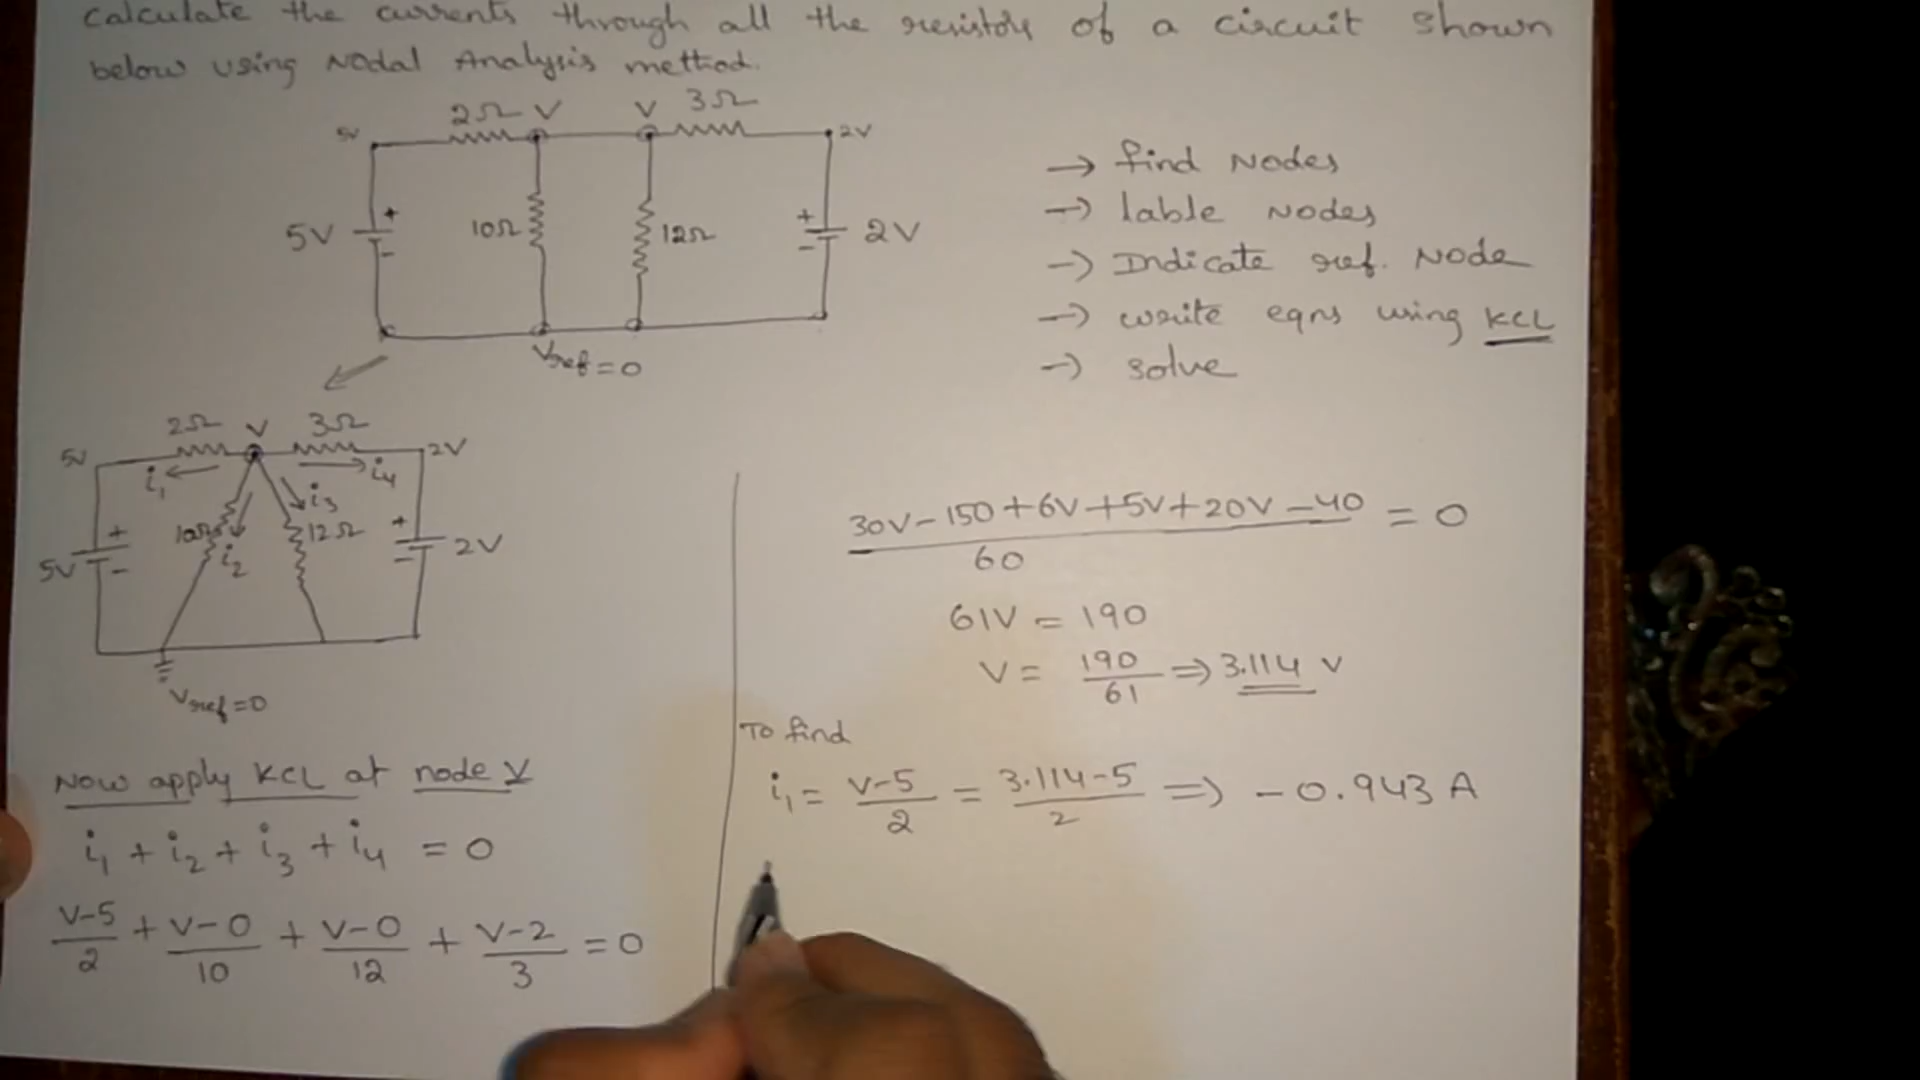 calculate the currents through all the resistors of a circuit shown
below using Nodal Analysis method.
2Ω V V 3Ω
5V 2V
5V + - 10Ω 12Ω + - 2V
Vref = 0
→ find Nodes
→ lable Nodes
→ Indicate ref. Node
→ write eqns using KCL
→ solve
2Ω V 3Ω
5V 2V
i1 i4
i3
5V + - 10Ω i2 12Ω + - 2V
Vref = 0
Now apply KCL at node V
i1 + i2 + i3 + i4 = 0
V-5/2 + V-0/10 + V-0/12 + V-2/3 = 0
30V - 150 + 6V + 5V + 20V - 40 / 60 = 0
61V = 190
V = 190/61 ⇒ 3.114 V
To find
i1 = V-5/2 = 3.114-5/2 ⇒ -0.943 A